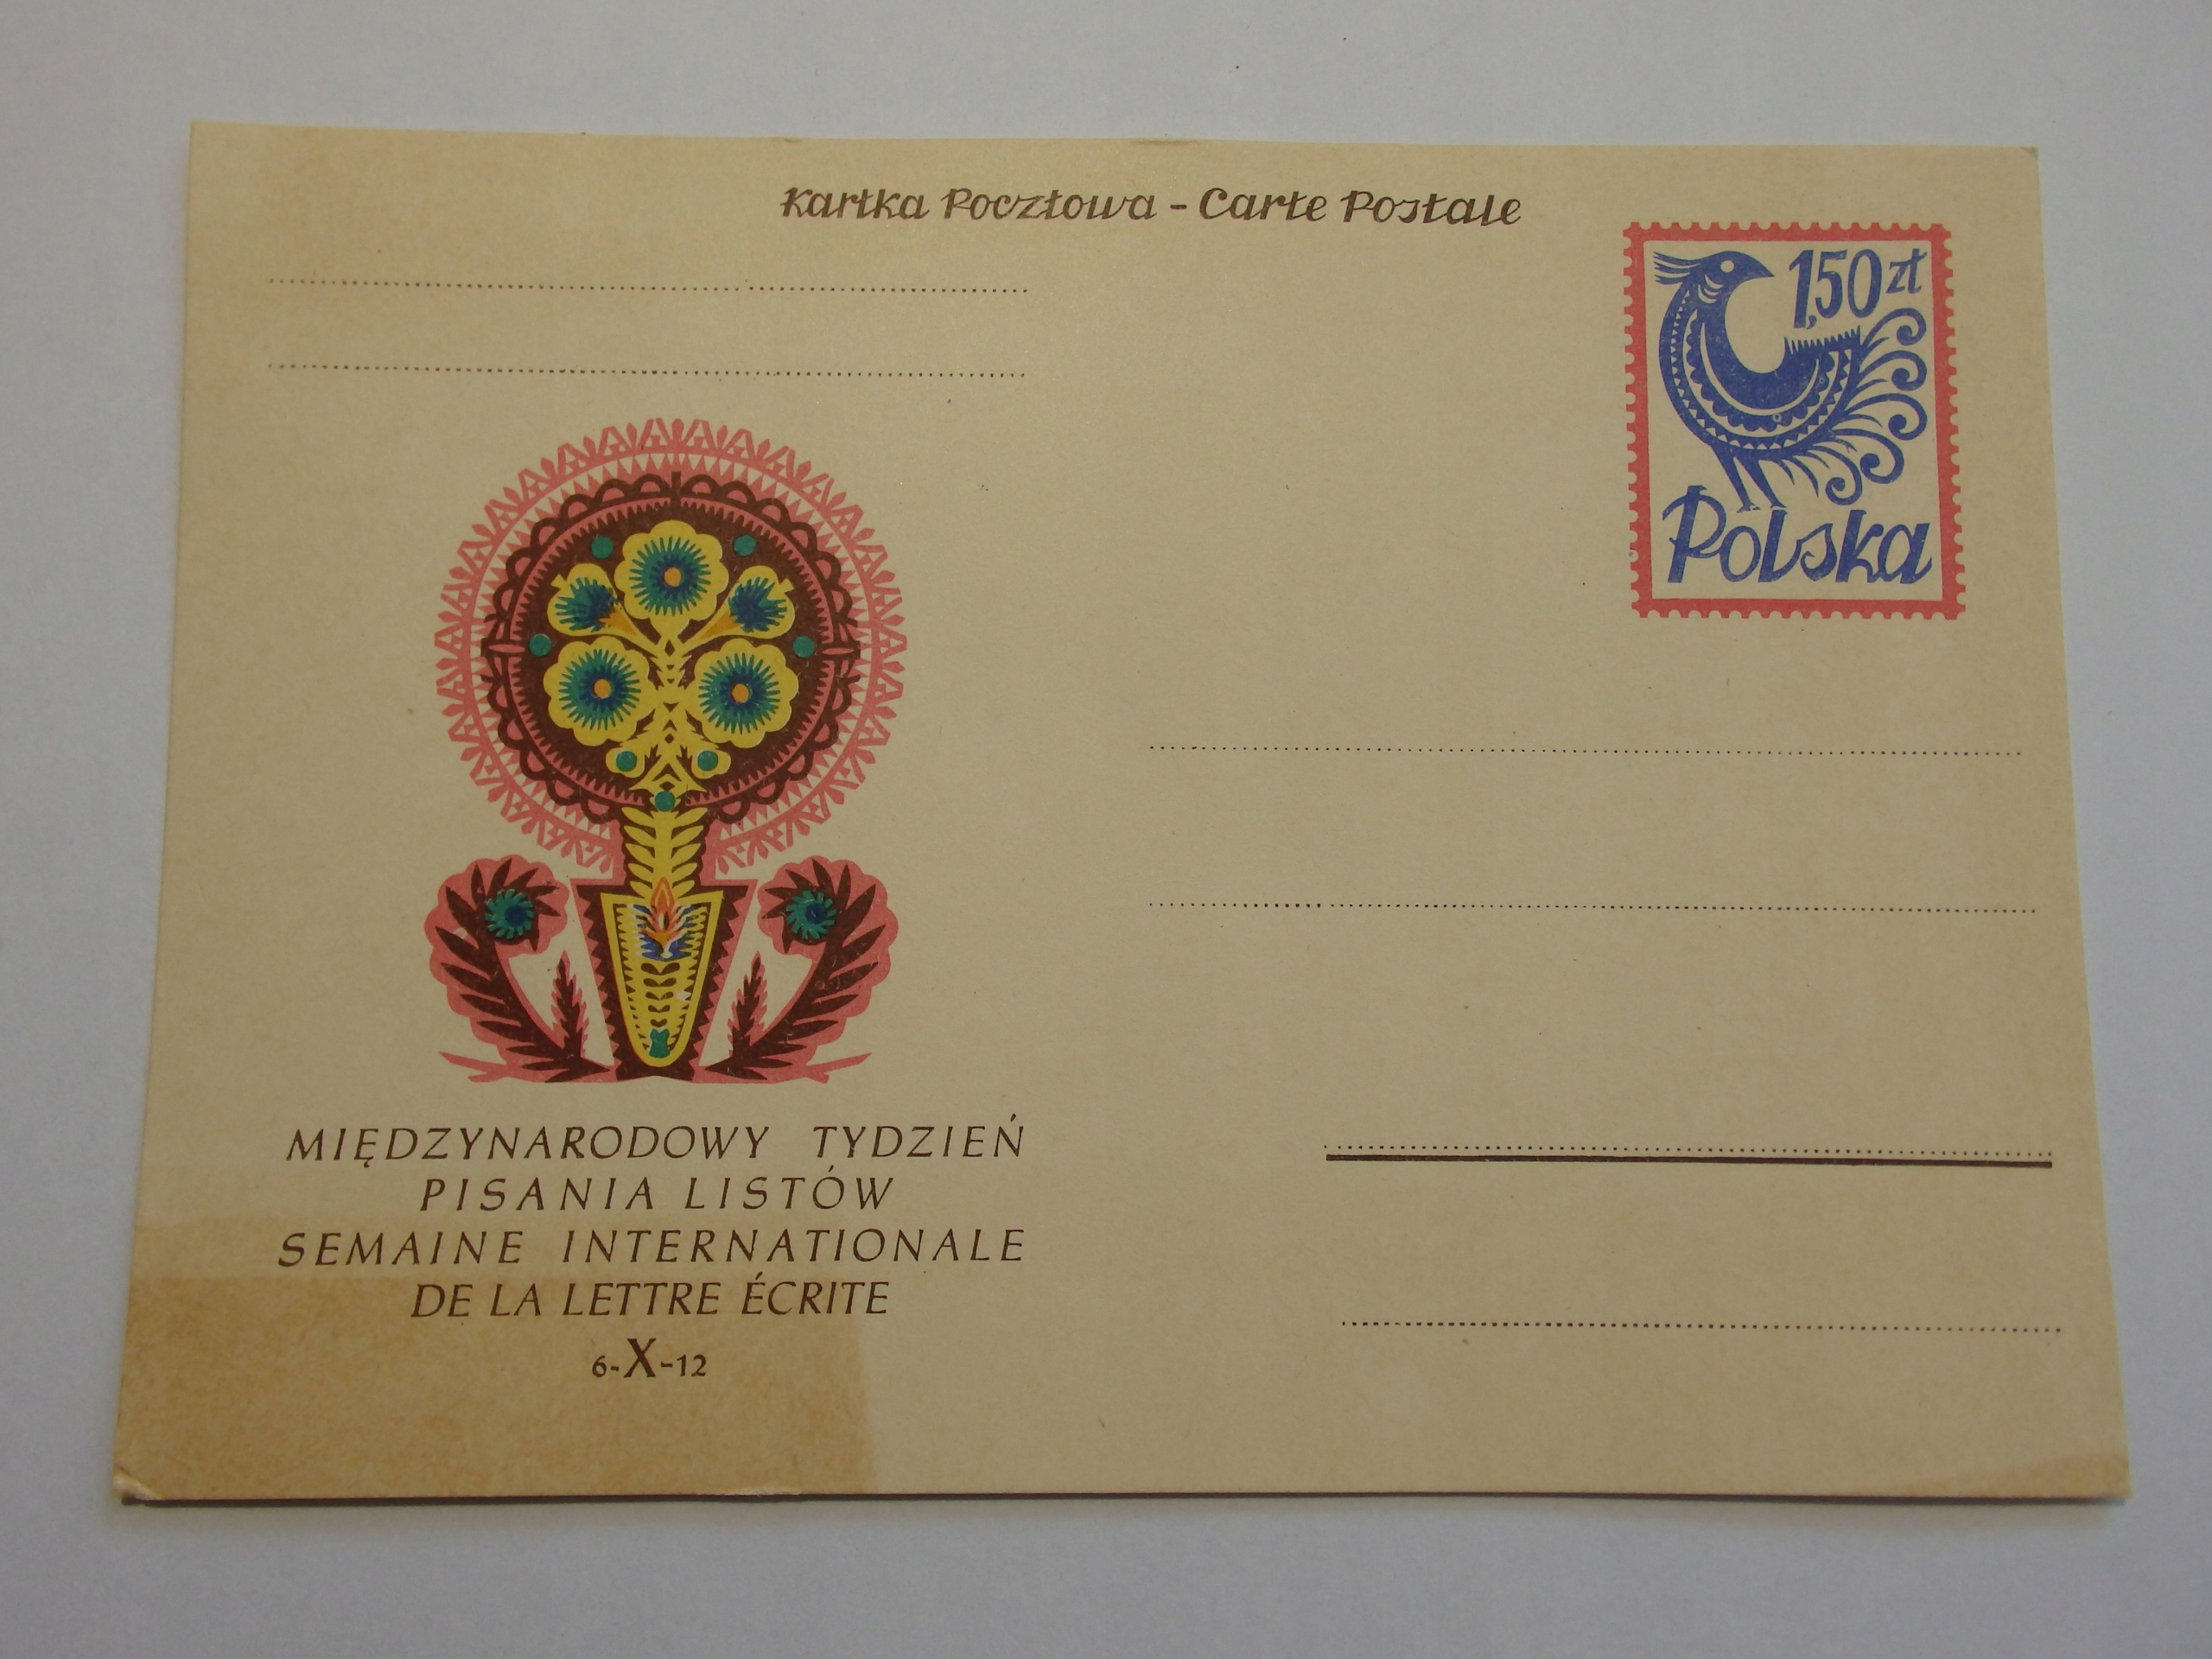 Kartka Pocztowa - Carte Postale
1,50 zł
Polska
MIĘDZYNARODOWY TYDZIEŃ
PISANIA LISTÓW
SEMAINE INTERNATIONALE
DE LA LETTRE ÉCRITE
6-X-12